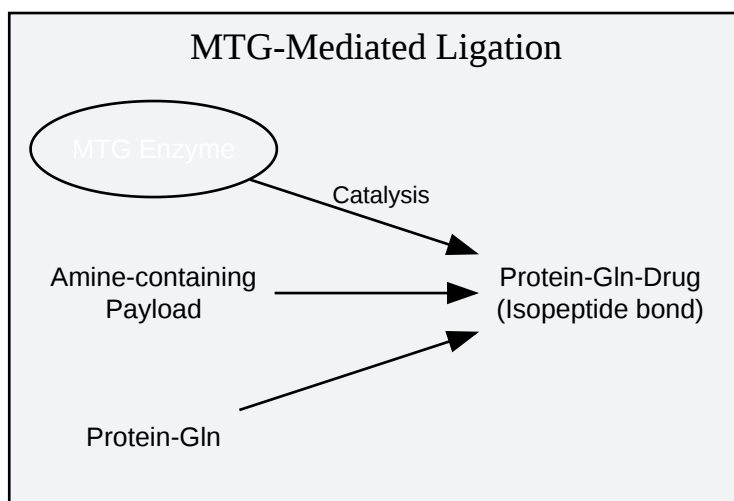 MTG-Mediated Ligation
MTG Enzyme
Catalysis
Amine-containing
Payload
Protein-Gln-Drug
(Isopeptide bond)
Protein-Gln